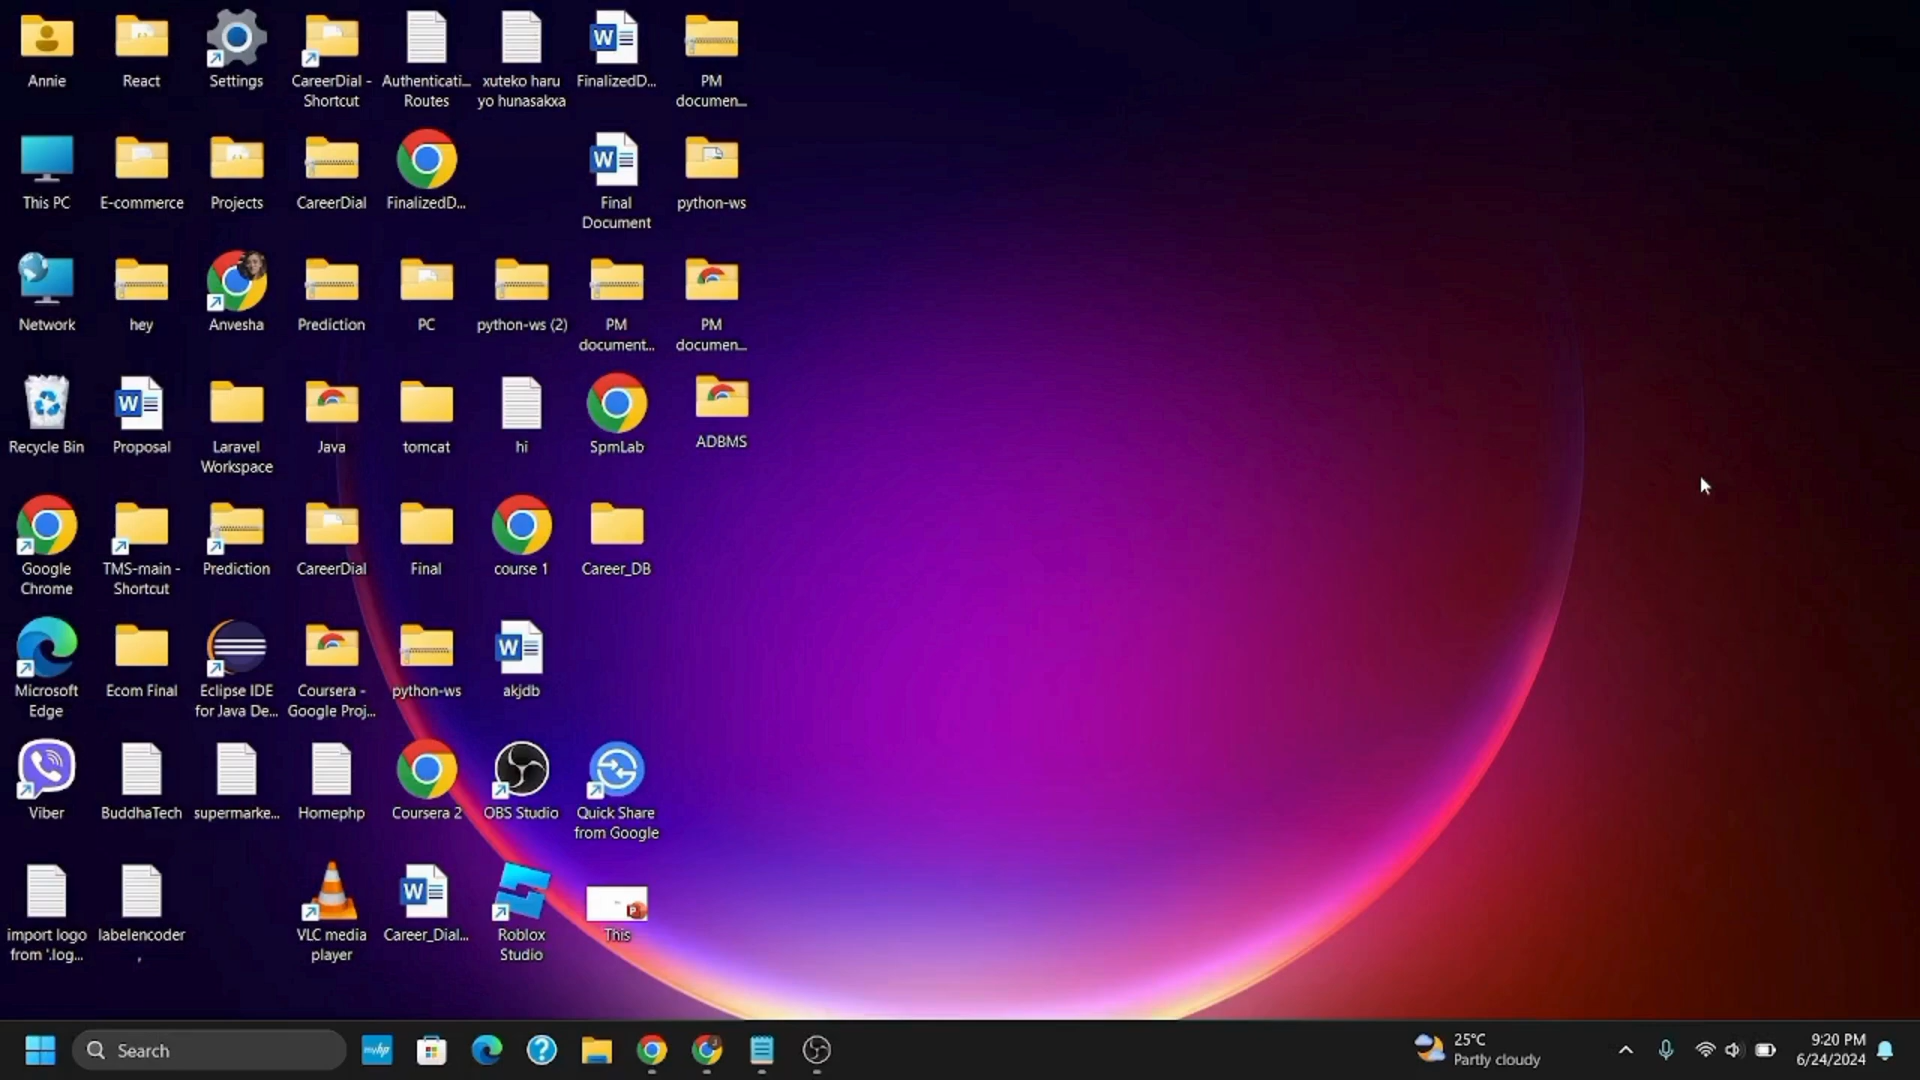 Annie
React
Settings
CareerDial -
Shortcut
Authenticati...
Routes
xuteko haru
yo hunasakxa
FinalizedD...
PM
documen...
This PC
E-commerce
Projects
CareerDial
FinalizedD...
Final
Document
python-ws
Network
hey
Anvesha
Prediction
PC
python-ws (2)
PM
document...
PM
documen...
Recycle Bin
Proposal
Laravel
Workspace
Java
tomcat
hi
SpmLab
ADBMS
Google
Chrome
TMS-main -
Shortcut
Prediction
CareerDial
Final
course 1
Career_DB
Microsoft
Edge
Ecom Final
Eclipse IDE
for Java De...
Coursera -
Google Proj...
python-ws
akjdb
Viber
BuddhaTech
supermarke...
Homephp
Coursera 2
OBS Studio
Quick Share
from Google
import logo
from '.log...
labelencoder
,
VLC media
player
Career_Dial...
Roblox
Studio
This
Search
myhp
25°C
Partly cloudy
9:20 PM
6/24/2024